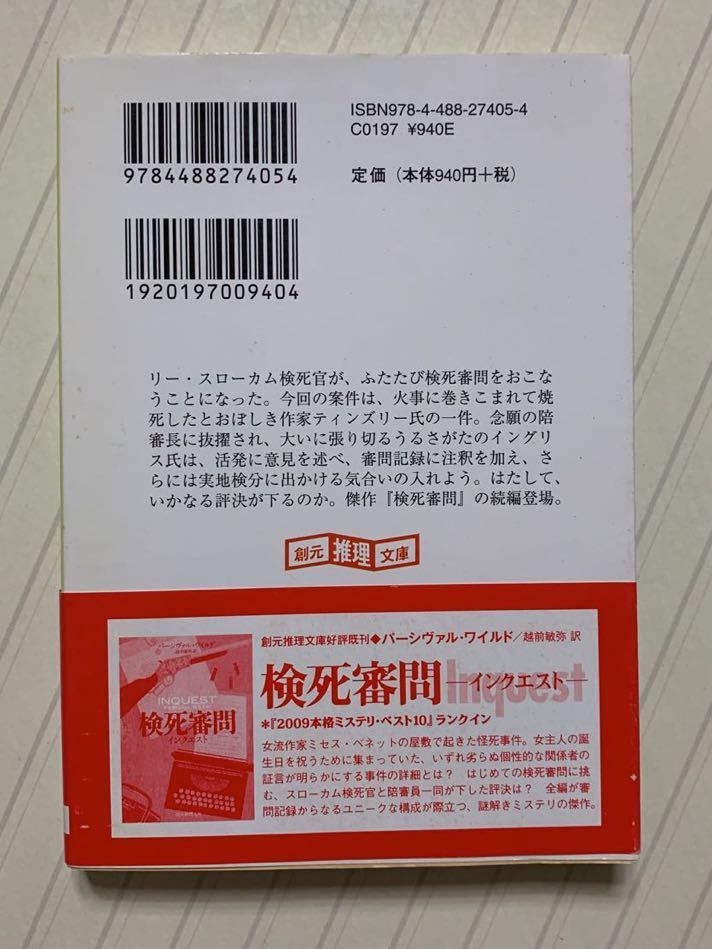 ISBN978-4-488-27405-4
C0197 ¥940E
9784488274054
定価（本体940円＋税）
1920197009404
リー・スローカム検死官が、ふたたび検死審問をおこな
うことになった。今回の案件は、火事に巻きこまれて焼
死したとおぼしき作家ティンズリー氏の一件。念願の陪
審長に抜擢され、大いに張り切るうるさがたのイングリ
ス氏は、活発に意見を述べ、審問記録に注釈を加え、さ
らには実地検分に出かける気合いの入れよう。はたして、
いかなる評決が下るのか。傑作『検死審問』の続編登場。
創元推理文庫
創元推理文庫好評既刊◆パーシヴァル・ワイルド／越前敏弥 訳
検死審問―インクエスト―
Inquest
＊『2009本格ミステリ・ベスト10』ランクイン
女流作家ミセス・ベネットの屋敷で起きた怪死事件。女主人の誕
生日を祝うために集まっていた、いずれ劣らぬ個性的な関係者の
証言が明らかにする事件の詳細とは？ はじめての検死審問に挑
む、スローカム検死官と陪審員一同が下した評決は？ 全編が審
問記録からなるユニークな構成が際立つ、謎解きミステリの傑作。
パーシヴァル・ワイルド
INQUEST
検死審問
インクエスト